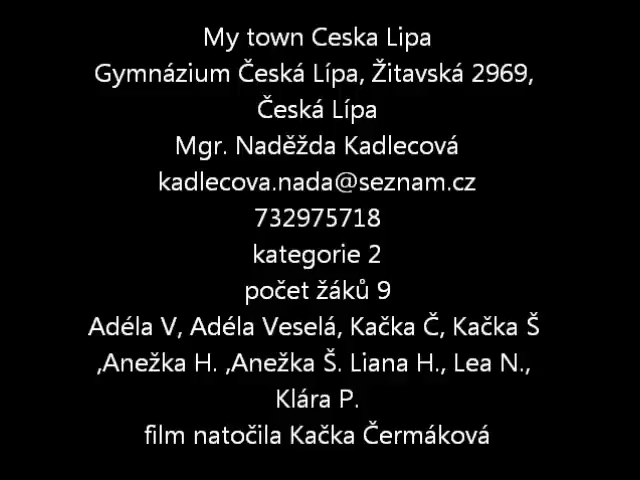 My town Ceska Lipa
Gymnázium Česká Lípa, Žitavská 2969,
Česká Lípa
Mgr. Naděžda Kadlecová
kadlecova.nada@seznam.cz
732975718
kategorie 2
počet žáků 9
Adéla V, Adéla Veselá, Kačka Č, Kačka Š
,Anežka H. ,Anežka Š. Liana H., Lea N.,
Klára P.
film natočila Kačka Čermáková